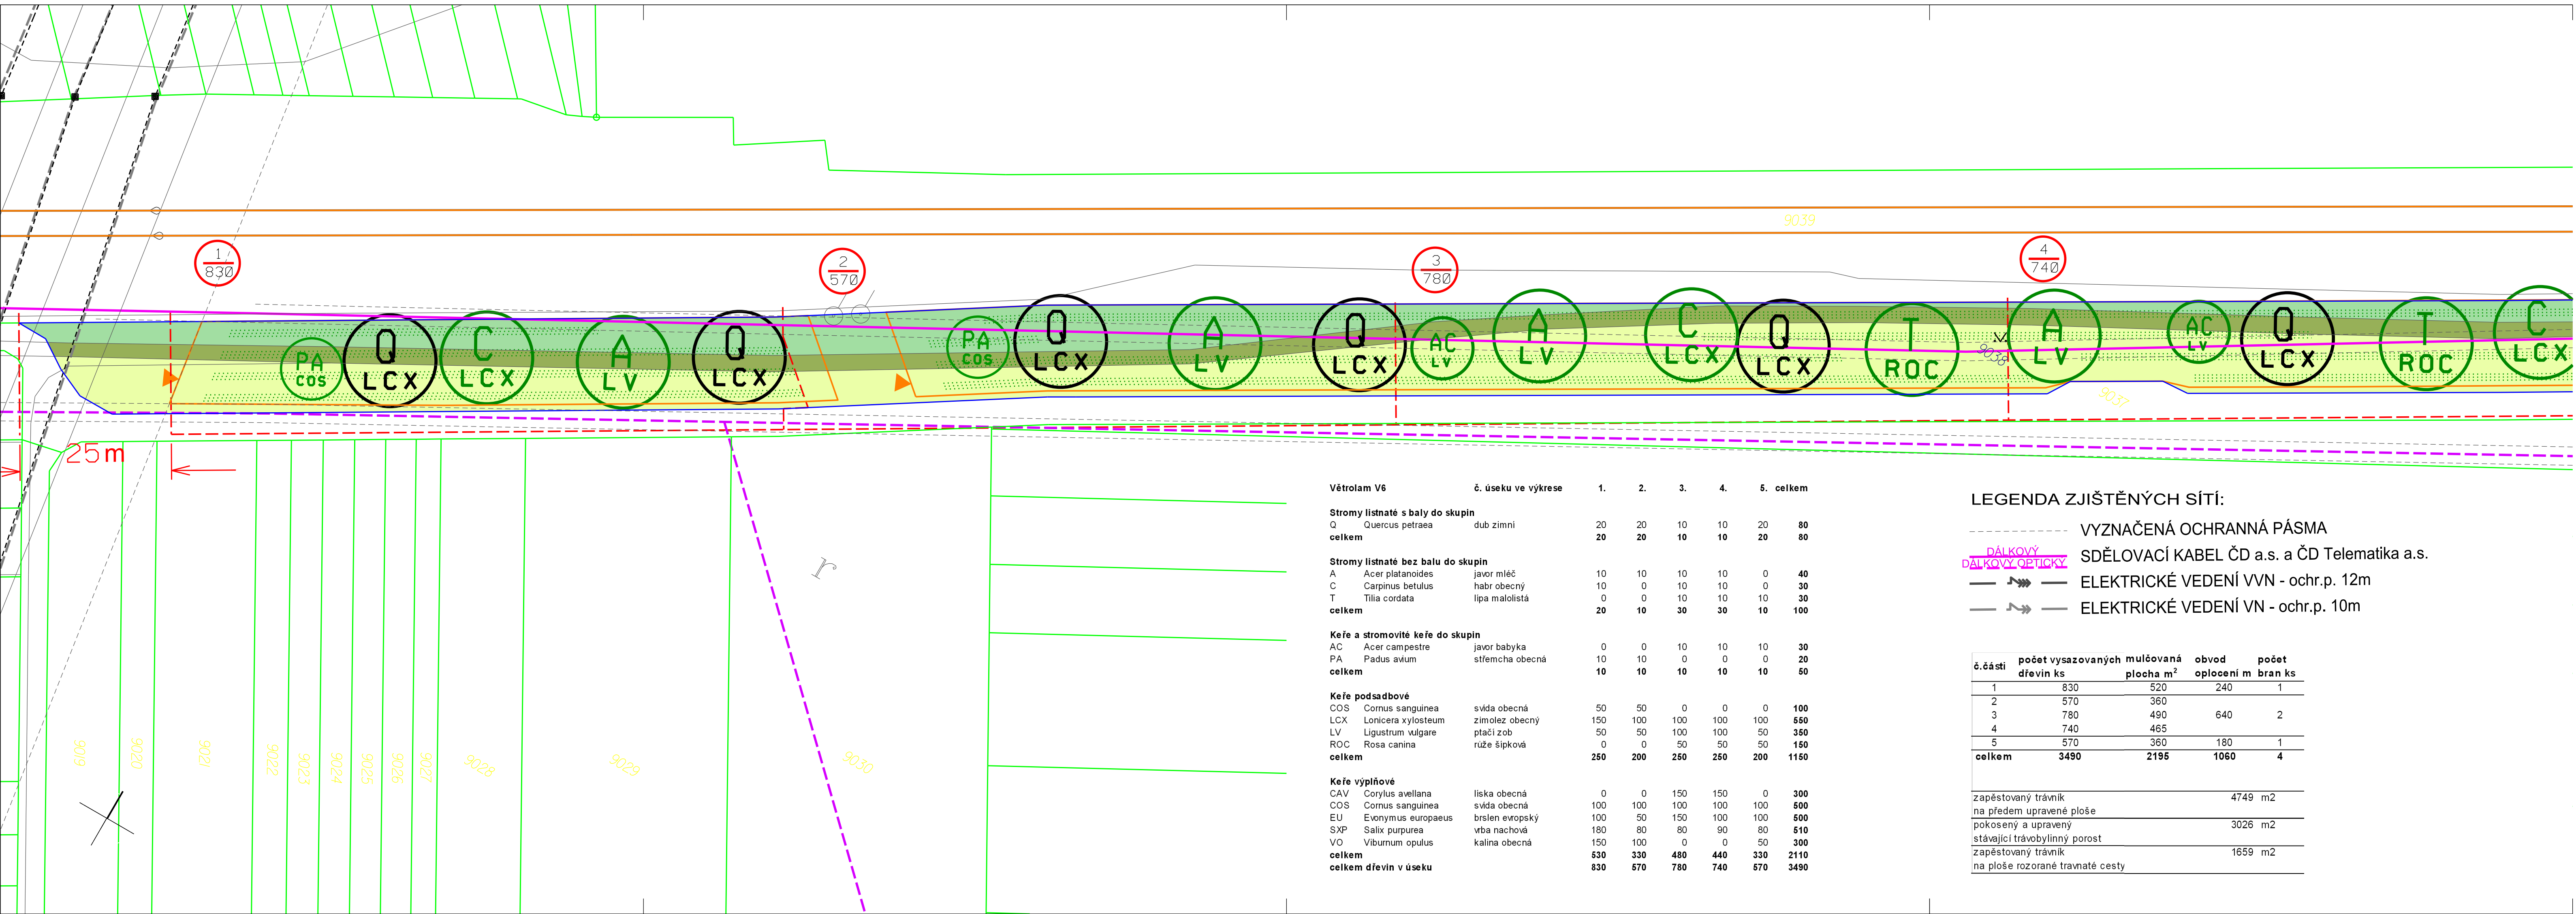 9039
1
830
2
570
3
780
4
740
PA
COS
Q
LCX
C
LCX
A
LV
Q
LCX
PA
COS
Q
LCX
A
LV
Q
LCX
AC
LV
A
LV
C
LCX
Q
LCX
T
ROC
9038
A
LV
AC
LV
Q
LCX
T
ROC
C
LCX
9037
25m
r
9020
9022
9023
9024
9025
9026
9027
9028
9029
9030
Větrolam V6 č. úseku ve výkrese 1. 2. 3. 4. 5. celkem
Stromy listnaté s baly do skupin
Q Quercus petraea dub zimní 20 20 10 10 20 80
celkem 20 20 10 10 20 80
Stromy listnaté bez balu do skupin
A Acer platanoides javor mléč 10 10 10 10 0 40
C Carpinus betulus habr obecný 10 0 10 10 0 30
T Tilia cordata lípa malolistá 0 0 10 10 10 30
celkem 20 10 30 30 10 100
Keře a stromovité keře do skupin
AC Acer campestre javor babyka 0 0 10 10 10 30
PA Padus avium střemcha obecná 10 10 0 0 0 20
celkem 10 10 10 10 10 50
Keře podsadbové
COS Cornus sanguinea svída obecná 50 50 0 0 0 100
LCX Lonicera xylosteum zimolez obecný 150 100 100 100 100 550
LV Ligustrum vulgare ptačí zob 50 50 100 100 50 350
ROC Rosa canina růže šípková 0 0 50 50 50 150
celkem 250 200 250 250 200 1150
Keře výplňové
CAV Corylus avellana líska obecná 0 0 150 150 0 300
COS Cornus sanguinea svída obecná 100 100 100 100 100 500
EU Evonymus europaeus brslen evropský 100 50 150 100 100 500
SXP Salix purpurea vrba nachová 180 80 80 90 80 510
VO Viburnum opulus kalina obecná 150 100 0 0 50 300
celkem 530 330 480 440 330 2110
celkem dřevin v úseku 830 570 780 740 570 3490
LEGENDA ZJIŠTĚNÝCH SÍTÍ:
VYZNAČENÁ OCHRANNÁ PÁSMA
DÁLKOVÝ
DÁLKOVÝ OPTICKÝ
SDĚLOVACÍ KABEL ČD a.s. a ČD Telematika a.s.
ELEKTRICKÉ VEDENÍ VVN - ochr.p. 12m
ELEKTRICKÉ VEDENÍ VN - ochr.p. 10m
č.části počet vysazovaných dřevin ks mulčovaná plocha m² obvod oplocení m počet bran ks
1 830 520 240 1
2 570 360
3 780 490 640 2
4 740 465
5 570 360 180 1
celkem 3490 2195 1060 4
zapěstovaný trávník 4749 m2
na předem upravené ploše
pokosený a upravený 3026 m2
stávající trávobylinný porost
zapěstovaný trávník 1659 m2
na ploše rozorané travnaté cesty